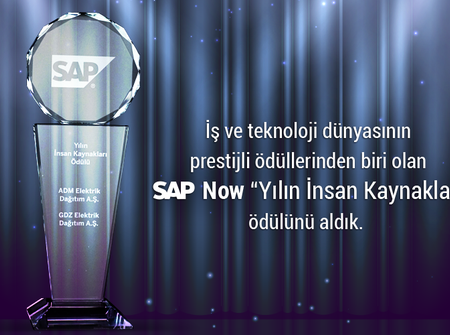 SAP
Yılın
İnsan Kaynakları
Ödülü
ADM Elektrik
Dağıtım A.Ş.
GDZ Elektrik
Dağıtım A.Ş.
İş ve teknoloji dünyasının
prestijli ödüllerinden biri olan
SAP Now “Yılın İnsan Kaynakla
ödülünü aldık.